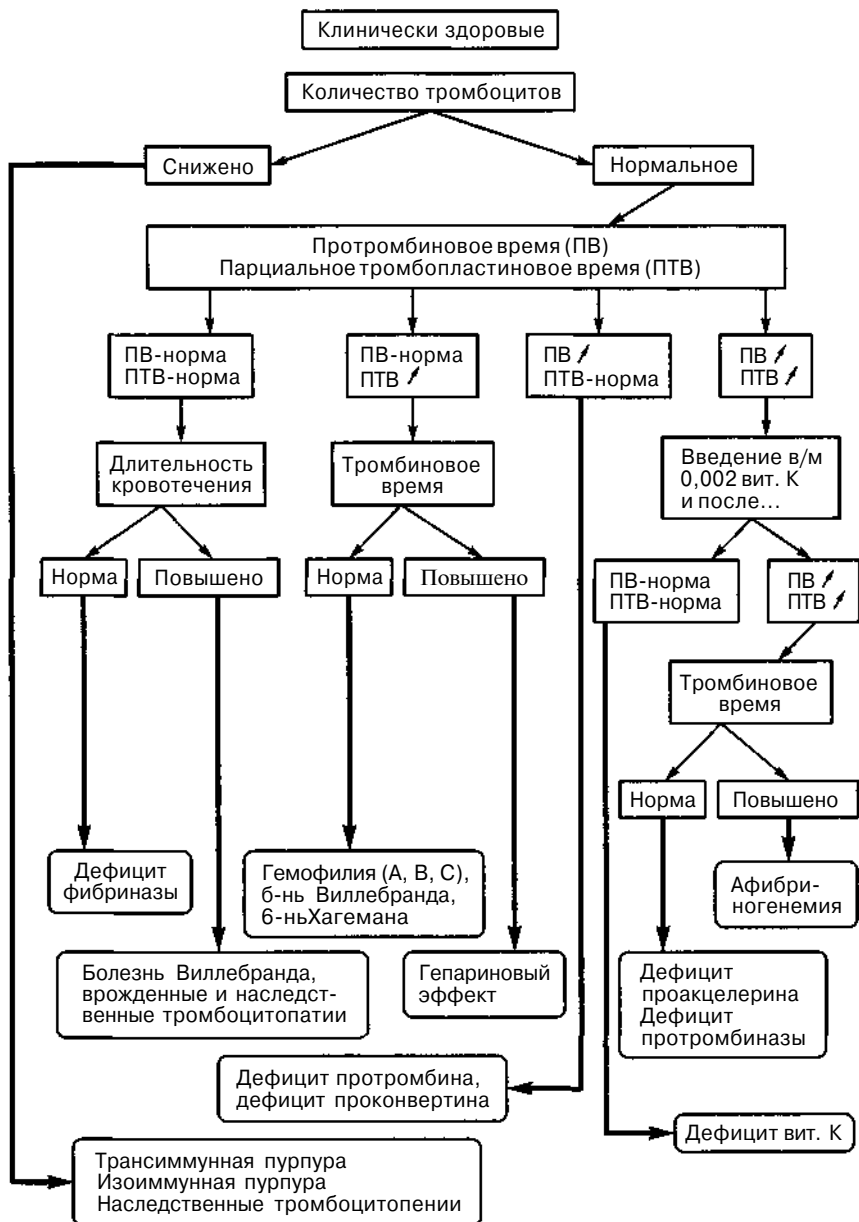 Клинически здоровые
Количество тромбоцитов
Снижено
Нормальное
Протромбиновое время (ПВ)
Парциальное тромбопластиновое время (ПТВ)
ПВ-норма
ПТВ-норма
ПВ-норма
ПТВ ↗
ПВ ↗
ПТВ-норма
ПВ ↗
ПТВ ↗
Длительность
кровотечения
Тромбиновое
время
Введение в/м
0,002 вит. К
и после...
Норма
Повышено
Норма
Повышено
ПВ-норма
ПТВ-норма
ПВ ↗
ПТВ ↗
Тромбиновое
время
Норма
Повышено
Дефицит
фибриназы
Гемофилия (А, В, С),
б-нь Виллебранда,
6-ньХагемана
Афибри-
ногенемия
Болезнь Виллебранда,
врожденные и наследст-
венные тромбоцитопатии
Гепариновый
эффект
Дефицит
проакцелерина
Дефицит
протромбиназы
Дефицит протромбина,
дефицит проконвертина
Дефицит вит. К
Трансиммунная пурпура
Изоиммунная пурпура
Наследственные тромбоцитопении